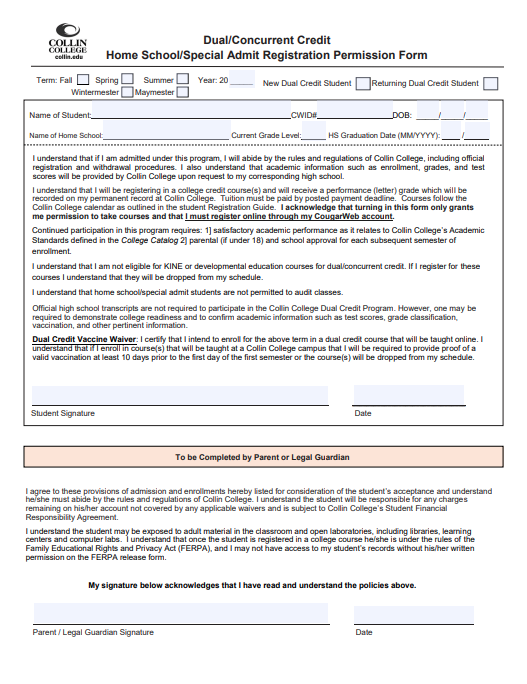 COLLIN
COLLEGE
collin.edu
Dual/Concurrent Credit
Home School/Special Admit Registration Permission Form
Term: Fall Spring Summer Year: 20 New Dual Credit Student Returning Dual Credit Student
Wintermester Maymester
Name of Student: CWID# DOB: / /
Name of Home School: Current Grade Level: HS Graduation Date (MM/YYYY): /
I understand that if I am admitted under this program, I will abide by the rules and regulations of Collin College, including official
registration and withdrawal procedures. I also understand that academic information such as enrollment, grades, and test
scores will be provided by Collin College upon request to my corresponding high school.
I understand that I will be registering in a college credit course(s) and will receive a performance (letter) grade which will be
recorded on my permanent record at Collin College. Tuition must be paid by posted payment deadlines. Courses follow the
Collin College calendar as outlined in the student Registration Guide. I acknowledge that turning in this form only grants
me permission to take courses and that I must register online through my CougarWeb account.
Continued participation in this program requires: 1] satisfactory academic performance as it relates to Collin College's Academic
Standards defined in the College Catalog 2] parental (if under 18) and school approval for each subsequent semester of
enrollment.
I understand that I am not eligible for KINE or developmental education courses for dual/concurrent credit. If I register for these
courses I understand that they will be dropped from my schedule.
I understand that home school/special admit students are not permitted to audit classes.
Official high school transcripts are not required to participate in the Collin College Dual Credit Program. However, one may be
required to demonstrate college readiness and to confirm academic information such as test scores, grade classification,
vaccination, and other pertinent information.
Dual Credit Vaccine Waiver: I certify that I intend to enroll for the above term in a dual credit course that will be taught online. I
understand that if I enroll in course(s) that will be taught at a Collin College campus that I will be required to provide proof of a
valid vaccination at least 10 days prior to the first day of the first semester or the course(s) will be dropped from my schedule.
Student Signature Date
To be Completed by Parent or Legal Guardian
I agree to these provisions of admission and enrollments hereby listed for consideration of the student's acceptance and understand
he/she must abide by the rules and regulations of Collin College. I understand the student will be responsible for any charges
remaining on his/her account not covered by any applicable waivers and is subject to Collin College's Student Financial
Responsibility Agreement.
I understand the student may be exposed to adult material in the classroom and open laboratories, including libraries, learning
centers and computer labs. I understand that once the student is registered in a college course he/she is under the rules of the
Family Educational Rights and Privacy Act (FERPA), and I may not have access to my student's records without his/her written
permission on the FERPA release form.
My signature below acknowledges that I have read and understand the policies above.
Parent / Legal Guardian Signature Date